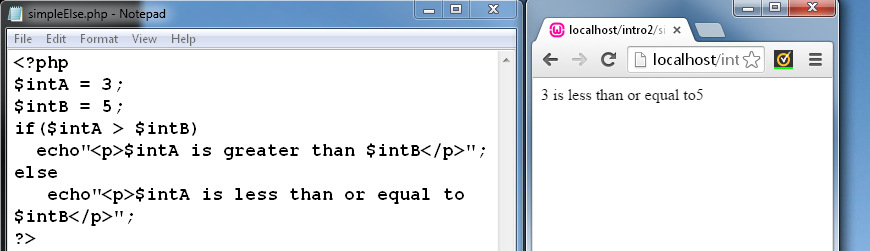 simpleElse.php - Notepad
File Edit Format View Help
<?php
$intA = 3;
$intB = 5;
if($intA > $intB)
echo"<p>$intA is greater than $intB</p>";
else
echo"<p>$intA is less than or equal to
$intB</p>";
?>
localhost/intro2/si
localhost/int
3 is less than or equal to5